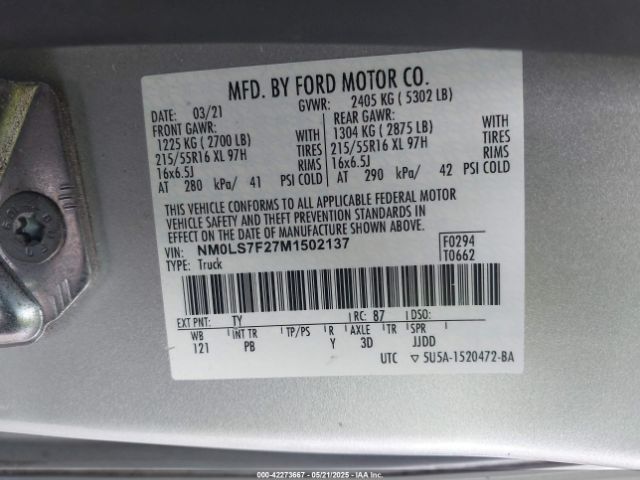 MFD. BY FORD MOTOR CO.
DATE: 03/21 GVWR: 2405 KG ( 5302 LB)
FRONT GAWR: REAR GAWR:
1225 KG ( 2700 LB) WITH 1304 KG ( 2875 LB) WITH
215/55R16 XL 97H TIRES 215/55R16 XL 97H TIRES
16x6.5J RIMS 16x6.5J RIMS
AT 280 kPa/ 41 PSI COLD AT 290 kPa/ 42 PSI COLD
THIS VEHICLE CONFORMS TO ALL APPLICABLE FEDERAL MOTOR
VEHICLE SAFETY AND THEFT PREVENTION STANDARDS IN
EFFECT ON THE DATE OF MANUFACTURE SHOWN ABOVE.
VIN: NM0LS7F27M1502137 F0294
TYPE: Truck T0662
EXT PNT: TY RC: 87 DSO:
WB INT TR TP/PS R AXLE TR SPR
121 PB Y 3D JJDD
UTC ▽ 5U5A-1520472-BA
000-42273667 - 05/21/2025 - IAAI.COM